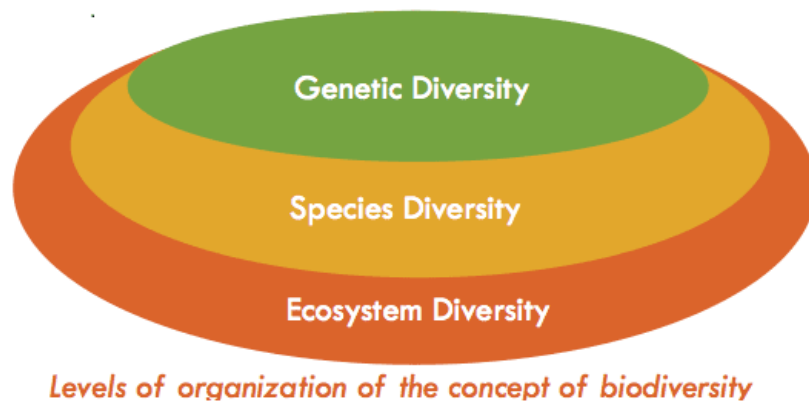 Genetic Diversity
Species Diversity
Ecosystem Diversity
Levels of organization of the concept of biodiversity